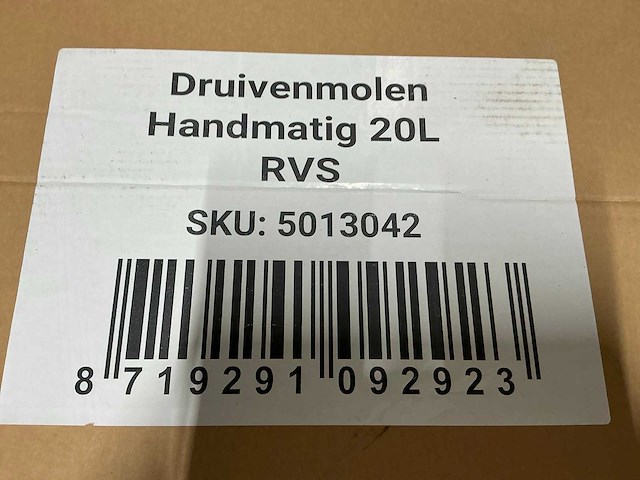 Druivenmolen
Handmatig 20L
RVS
SKU: 5013042
8 719291 092923